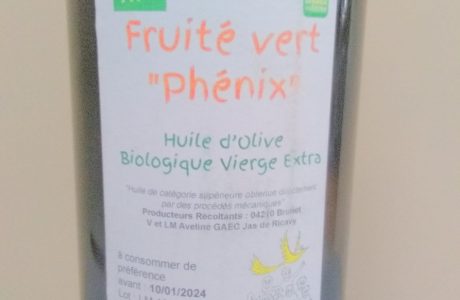 Fruité vert
"Phénix"
Huile d'Olive
Biologique Vierge Extra
"Huile de catégorie supérieure obtenue directement
par des procédés mécaniques"
Producteurs Récoltants : 04210 Brunet
V et LM Aveline GAEC Jas de Ricavy
à consommer de
préférence
avant : 10/01/2024
Lot :